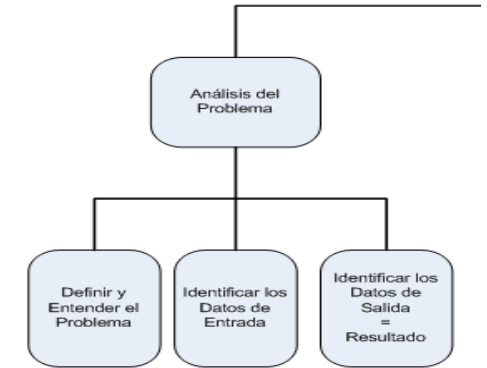 Análisis del
Problema
Definir y
Entender el
Problema
Identificar los
Datos de
Entrada
Identificar los
Datos de
Salida
=
Resultado